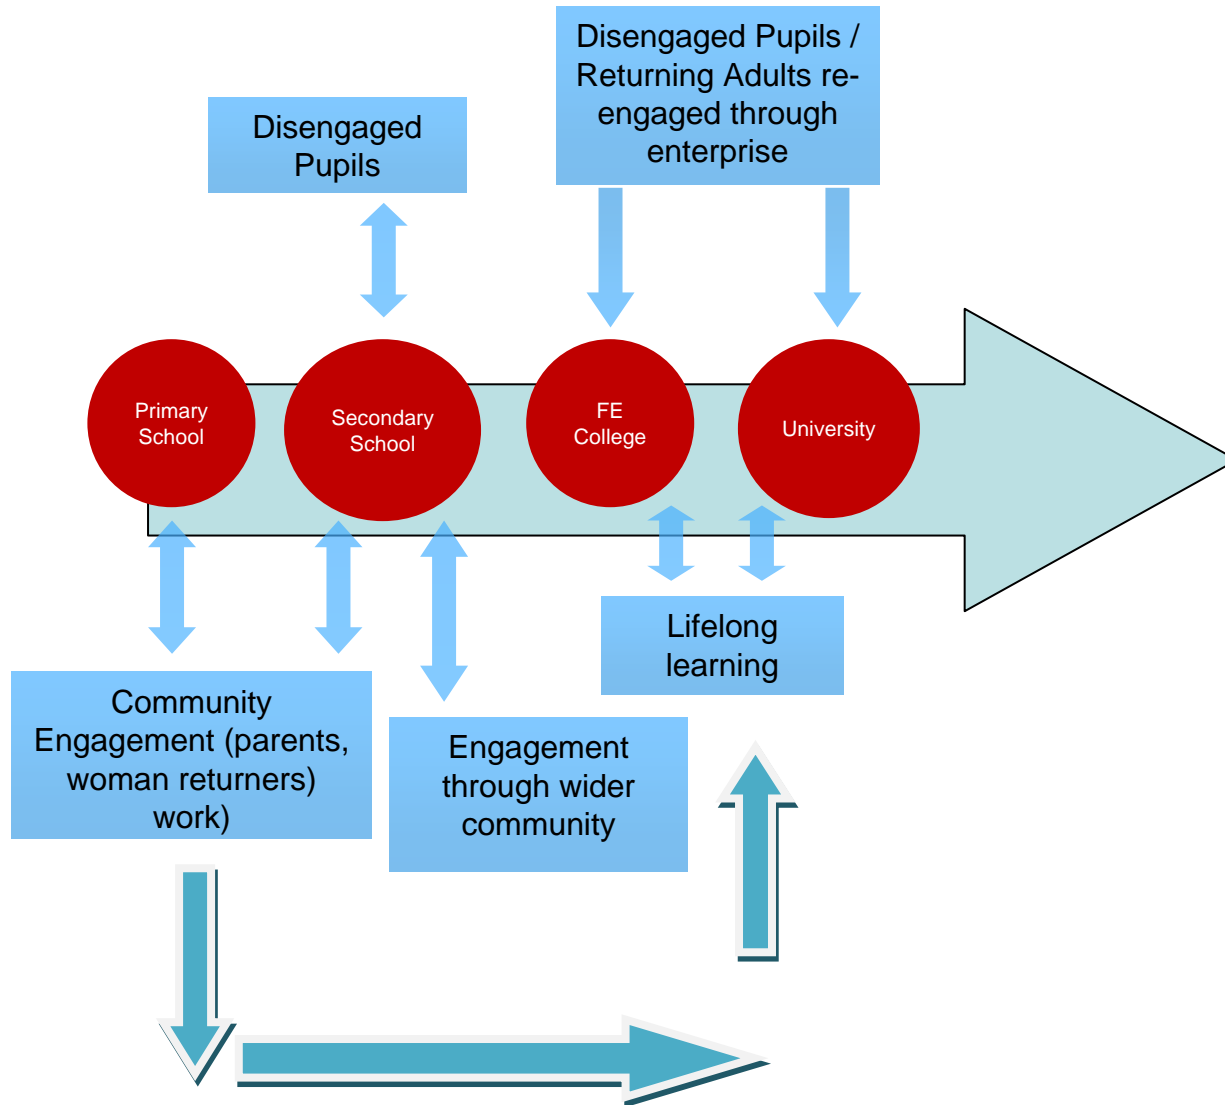 Disengaged Pupils /
Returning Adults re-
engaged through
enterprise
Disengaged
Pupils
Primary
School
Secondary
School
FE
College
University
Lifelong
learning
Community
Engagement (parents,
woman returners)
work)
Engagement
through wider
community